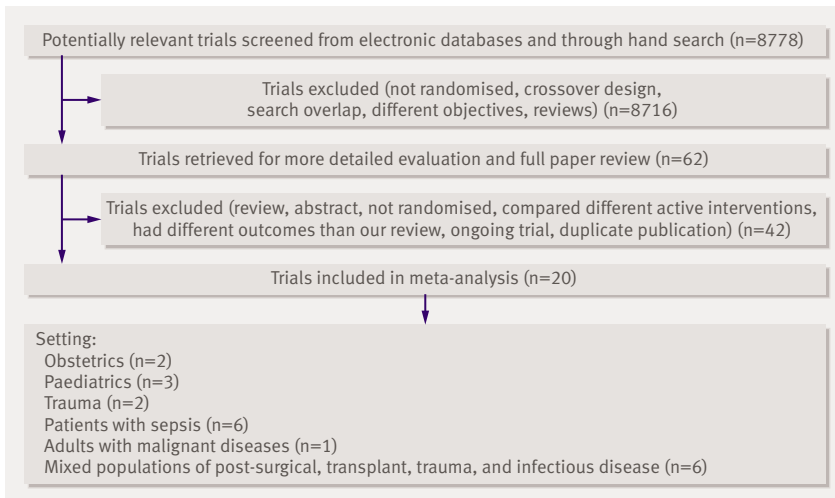 Potentially relevant trials screened from electronic databases and through hand search (n=8778)
Trials excluded (not randomised, crossover design,
search overlap, different objectives, reviews) (n=8716)
Trials retrieved for more detailed evaluation and full paper review (n=62)
Trials excluded (review, abstract, not randomised, compared different active interventions,
had different outcomes than our review, ongoing trial, duplicate publication) (n=42)
Trials included in meta-analysis (n=20)
Setting:
Obstetrics (n=2)
Paediatrics (n=3)
Trauma (n=2)
Patients with sepsis (n=6)
Adults with malignant diseases (n=1)
Mixed populations of post-surgical, transplant, trauma, and infectious disease (n=6)